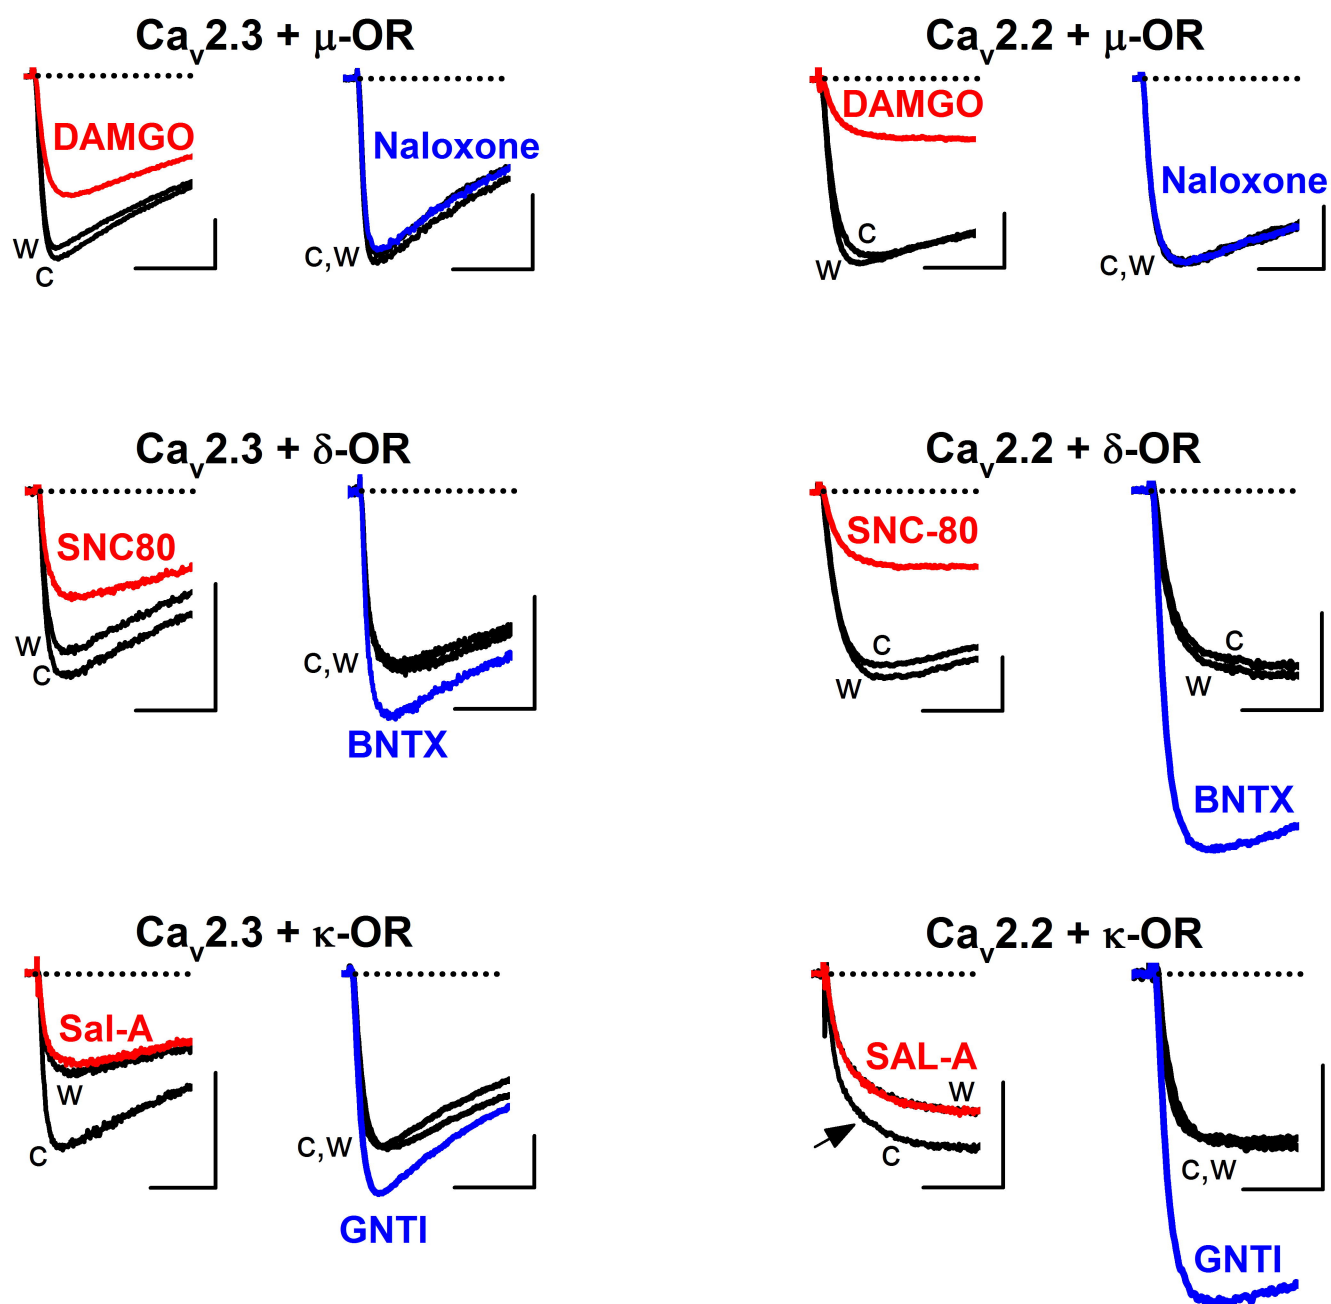 Cav2.3 + μ-OR
Cav2.2 + μ-OR
DAMGO
W
C
Naloxone
C,W
DAMGO
C
W
Naloxone
C,W
Cav2.3 + δ-OR
Cav2.2 + δ-OR
SNC80
W
C
C,W
BNTX
SNC-80
C
W
C
W
BNTX
Cav2.3 + κ-OR
Cav2.2 + κ-OR
Sal-A
W
C
C,W
GNTI
SAL-A
W
C
C,W
GNTI